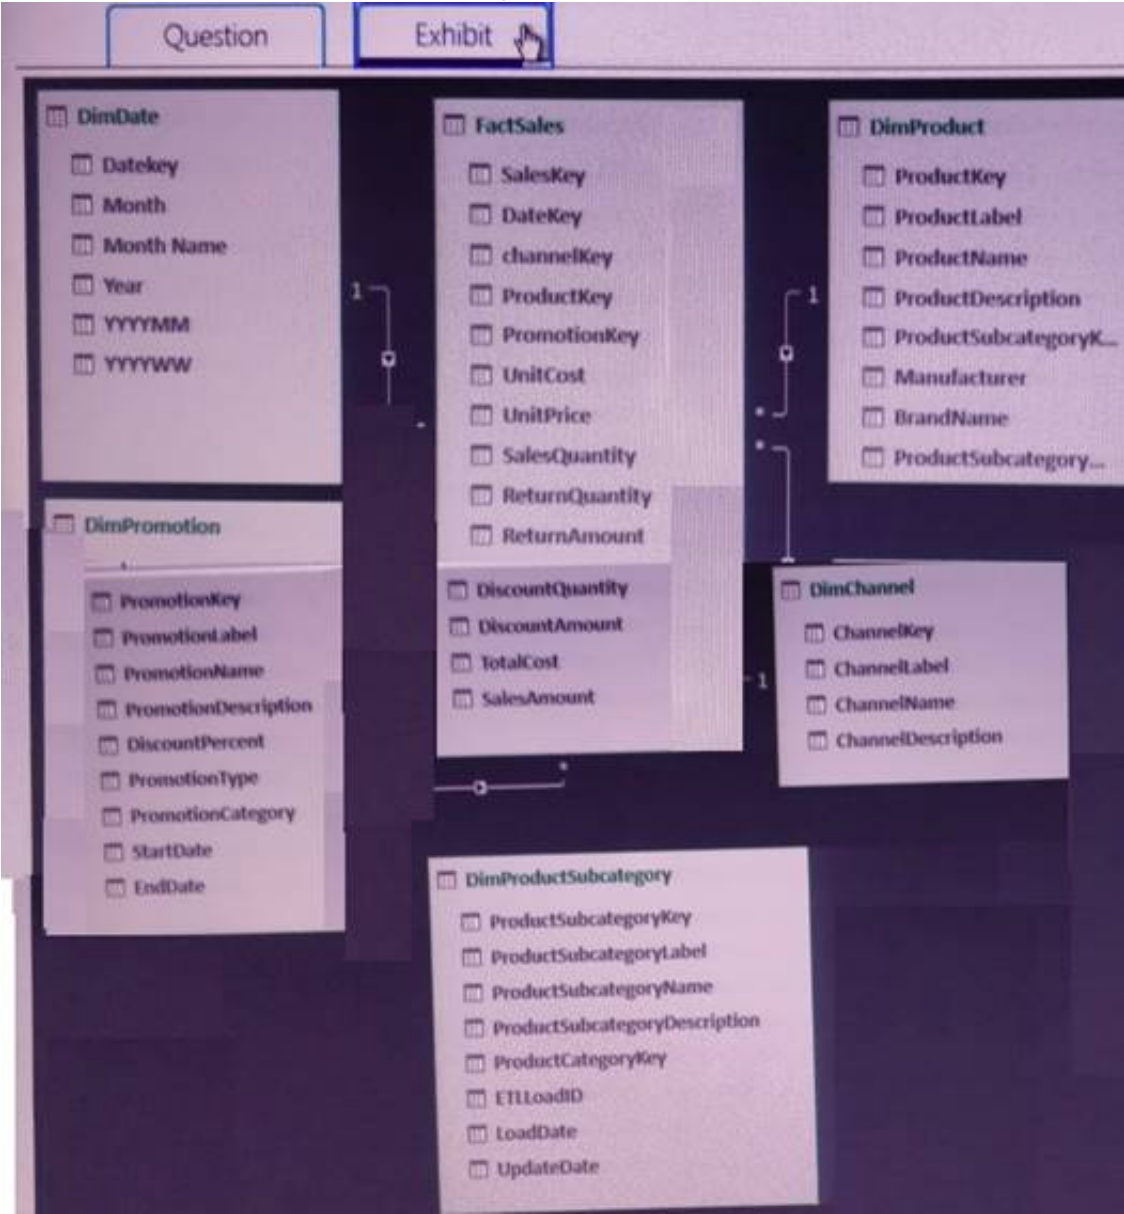 Question
Exhibit
DimDate
Datekey
Month
Month Name
Year
YYYYMM
YYYYWW
1
FactSales
SalesKey
DateKey
channelKey
ProductKey
PromotionKey
UnitCost
UnitPrice
SalesQuantity
ReturnQuantity
ReturnAmount
DiscountQuantity
DiscountAmount
TotalCost
SalesAmount
*
1
*
*
1
DimProduct
ProductKey
ProductLabel
ProductName
ProductDescription
ProductSubcategoryK...
Manufacturer
BrandName
ProductSubcategory...
DimPromotion
PromotionKey
PromotionLabel
PromotionName
PromotionDescription
DiscountPercent
PromotionType
PromotionCategory
StartDate
EndDate
DimChannel
ChannelKey
ChannelLabel
ChannelName
ChannelDescription
DimProductSubcategory
ProductSubcategoryKey
ProductSubcategoryLabel
ProductSubcategoryName
ProductSubcategoryDescription
ProductCategoryKey
ETLLoadID
LoadDate
UpdateDate